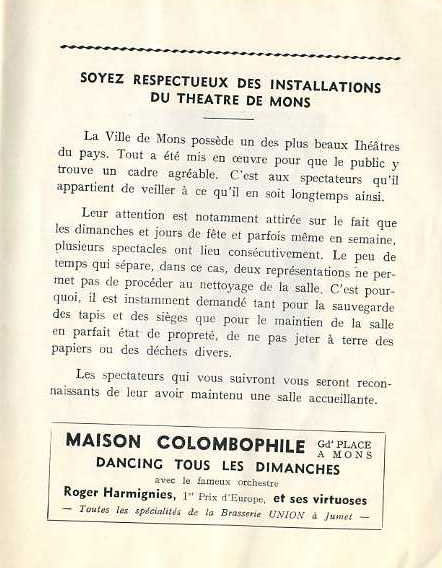 SOYEZ RESPECTUEUX DES INSTALLATIONS
DU THEATRE DE MONS
La Ville de Mons possède un des plus beaux Ihéâtres
du pays. Tout a été mis en œuvre pour que le public y
trouve un cadre agréable. C'est aux spectateurs qu'il
appartient de veiller à ce qu'il en soit longtemps ainsi.
Leur attention est notamment attirée sur le fait que
les dimanches et jours de fête et parfois même en semaine,
plusieurs spectacles ont lieu consécutivement. Le peu de
temps qui sépare, dans ce cas, deux représentations ne per-
met pas de procéder au nettoyage de la salle. C'est pour-
quoi, il est instamment demandé tant pour la sauvegarde
des tapis et des sièges que pour le maintien de la salle
en parfait état de propreté, de ne pas jeter à terre des
papiers ou des déchets divers.
Les spectateurs qui vous suivront vous seront recon-
naissants de leur avoir maintenu une salle accueillante.
MAISON COLOMBOPHILE Gd' PLACE
A MONS
DANCING TOUS LES DIMANCHES
avec le fameux orchestre
Roger Harmignies, 1er Prix d'Europe, et ses virtuoses
— Toutes les spécialités de la Brasserie UNION à Jumet —